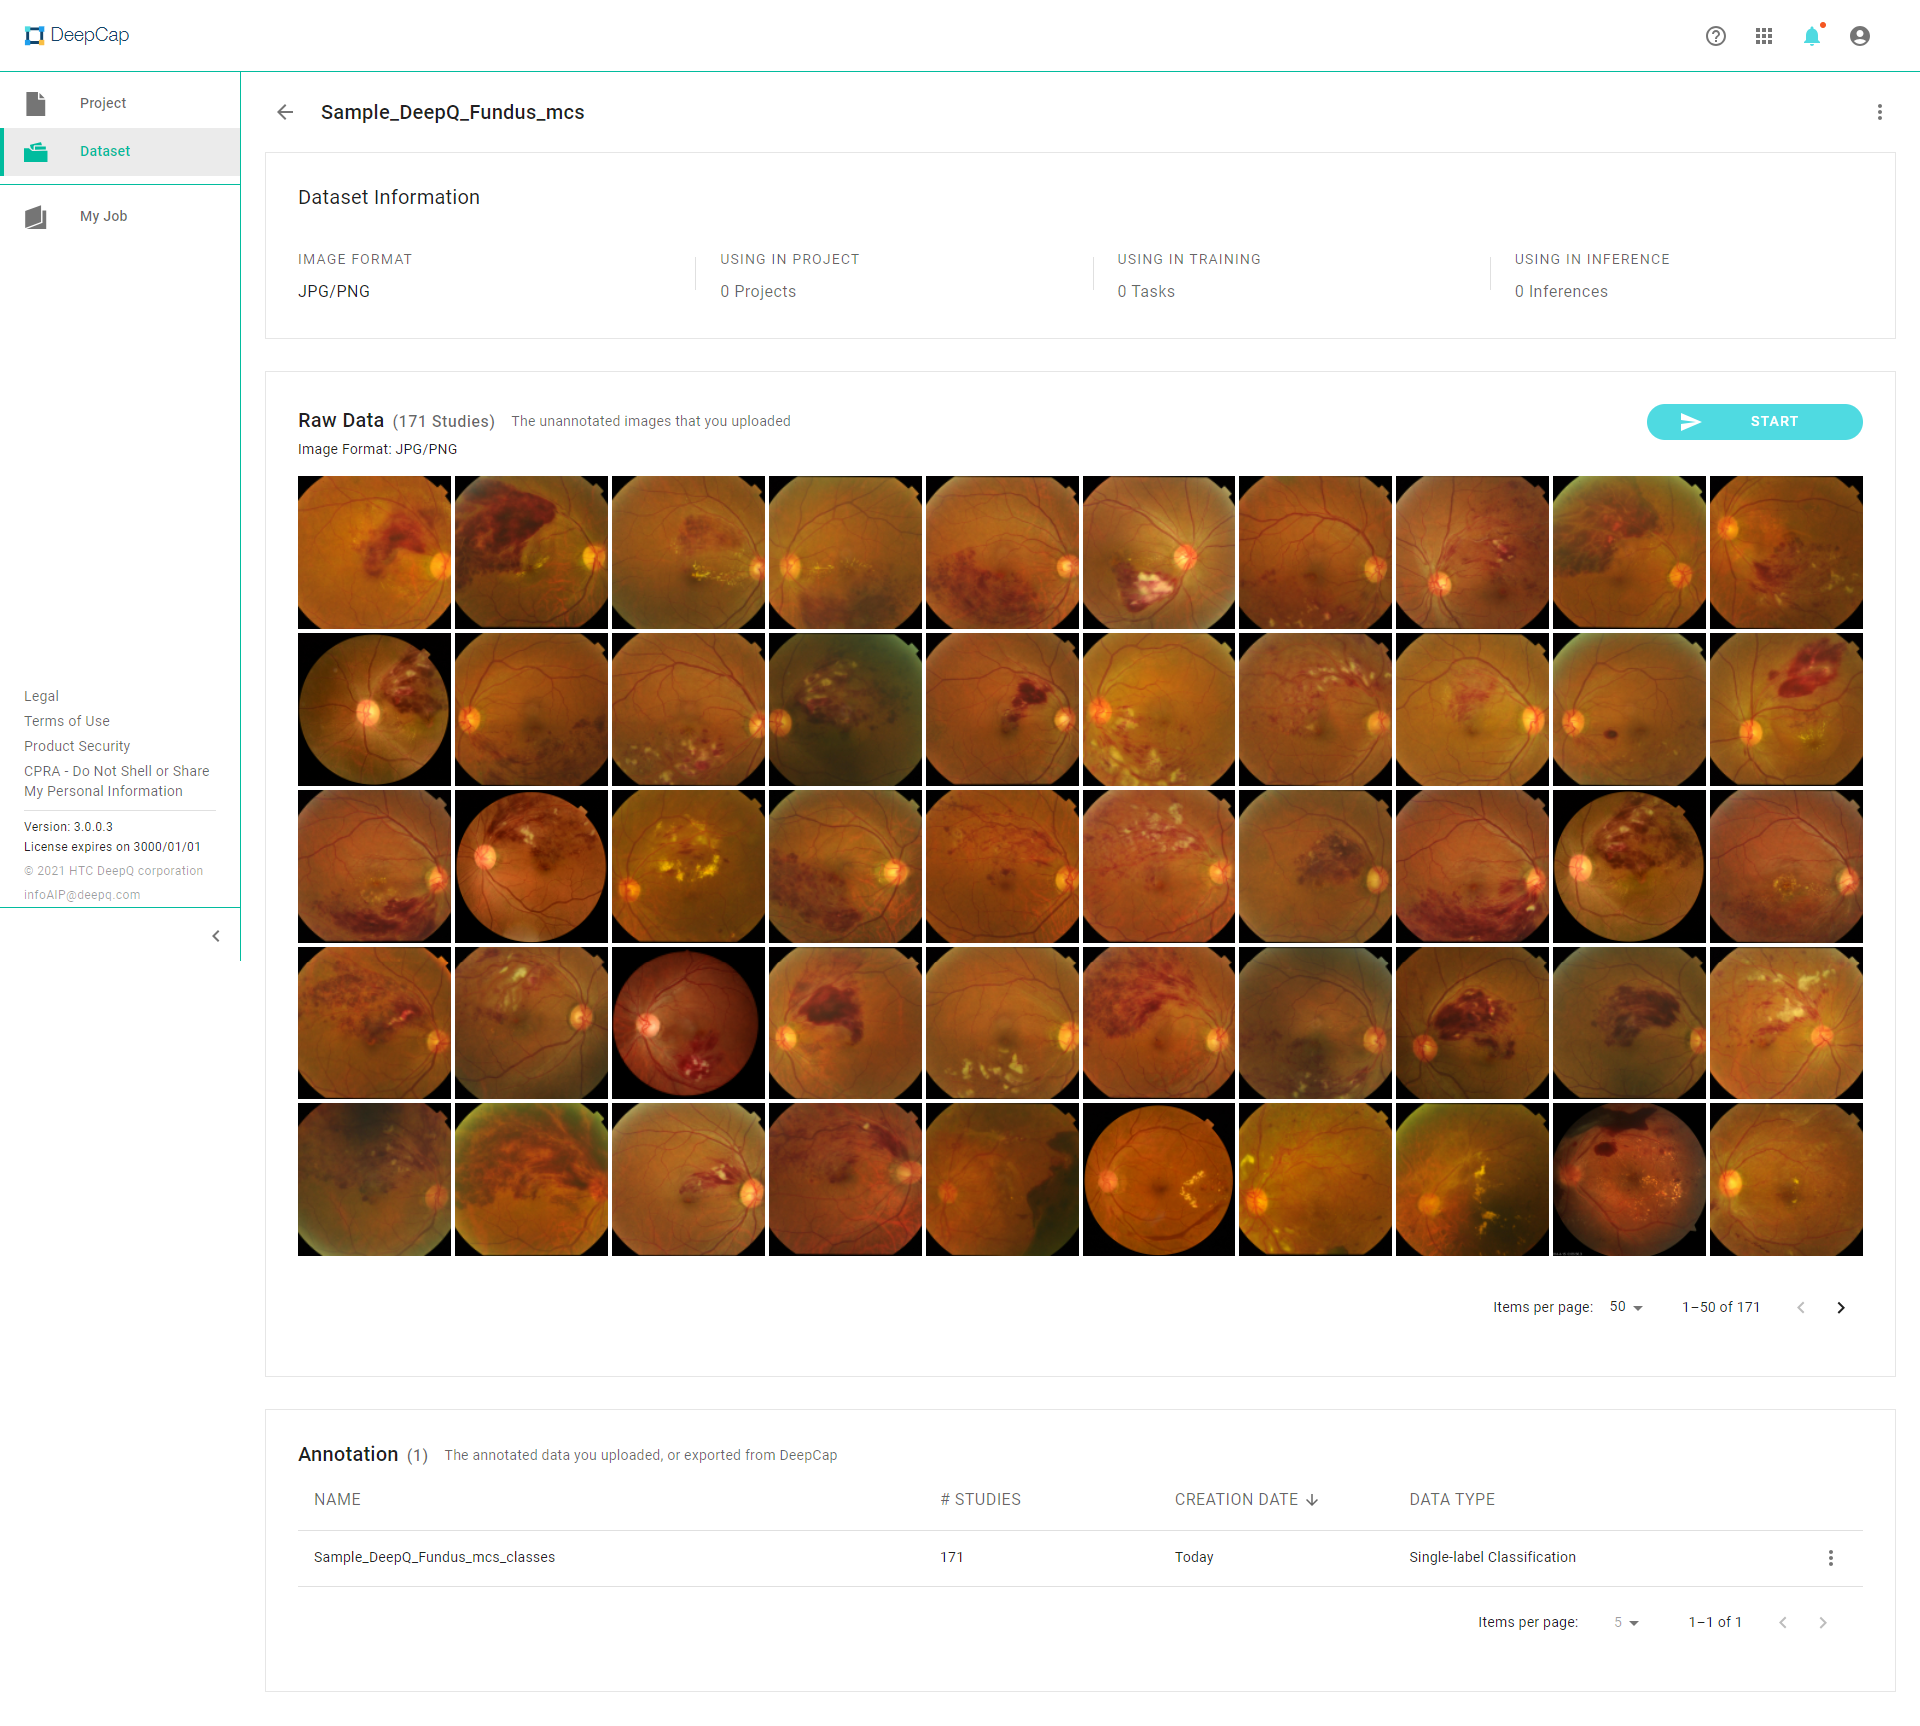 DeepCap
Project
Dataset
My Job
Legal
Terms of Use
Product Security
CPRA - Do Not Shell or Share
My Personal Information
Version: 3.0.0.3
License expires on 3000/01/01
© 2021 HTC DeepQ corporation
infoAIP@deepq.com
Sample_DeepQ_Fundus_mcs
Dataset Information
IMAGE FORMAT
JPG/PNG
USING IN PROJECT
0 Projects
USING IN TRAINING
0 Tasks
USING IN INFERENCE
0 Inferences
Raw Data (171 Studies) The unannotated images that you uploaded
START
Image Format: JPG/PNG
Items per page: 50 1–50 of 171
Annotation (1) The annotated data you uploaded, or exported from DeepCap
NAME # STUDIES CREATION DATE DATA TYPE
Sample_DeepQ_Fundus_mcs_classes 171 Today Single-label Classification
Items per page: 5 1–1 of 1